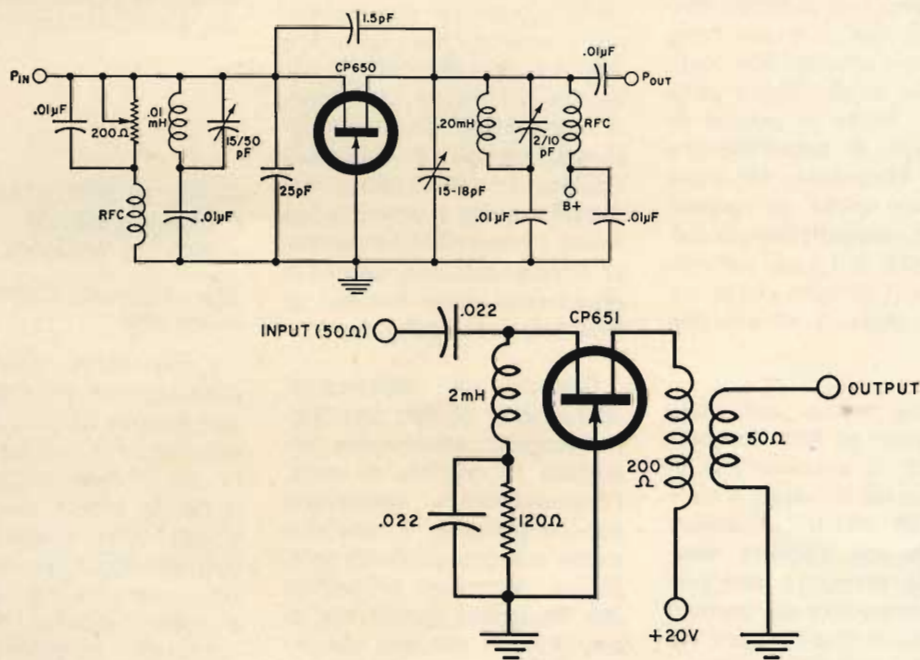 1.5pF
CP650
.01µF
PIN
POUT
.01µF
200Ω
.01
mH
15/50
pF
.20mH
2/10
pF
RFC
25pF
15-18pF
RFC
.01µF
.01µF
B+
.01µF
.022
CP651
INPUT (50Ω)
OUTPUT
2mH
200
Ω
50Ω
.022
120Ω
+20V